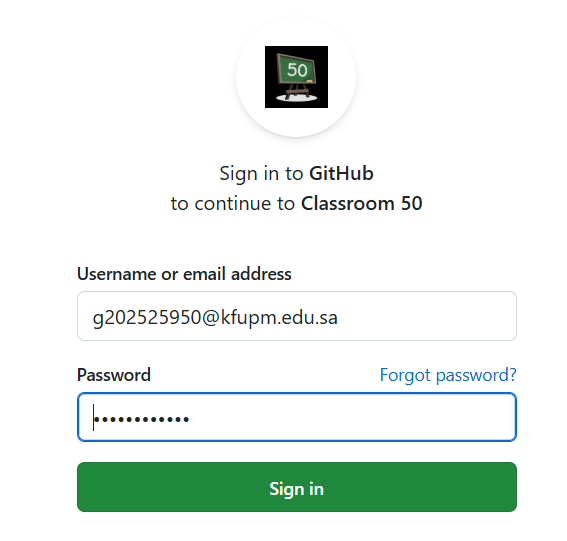 50
Sign in to GitHub
to continue to Classroom 50
Username or email address
g202525950@kfupm.edu.sa
Password Forgot password?
••••••••••••
Sign in